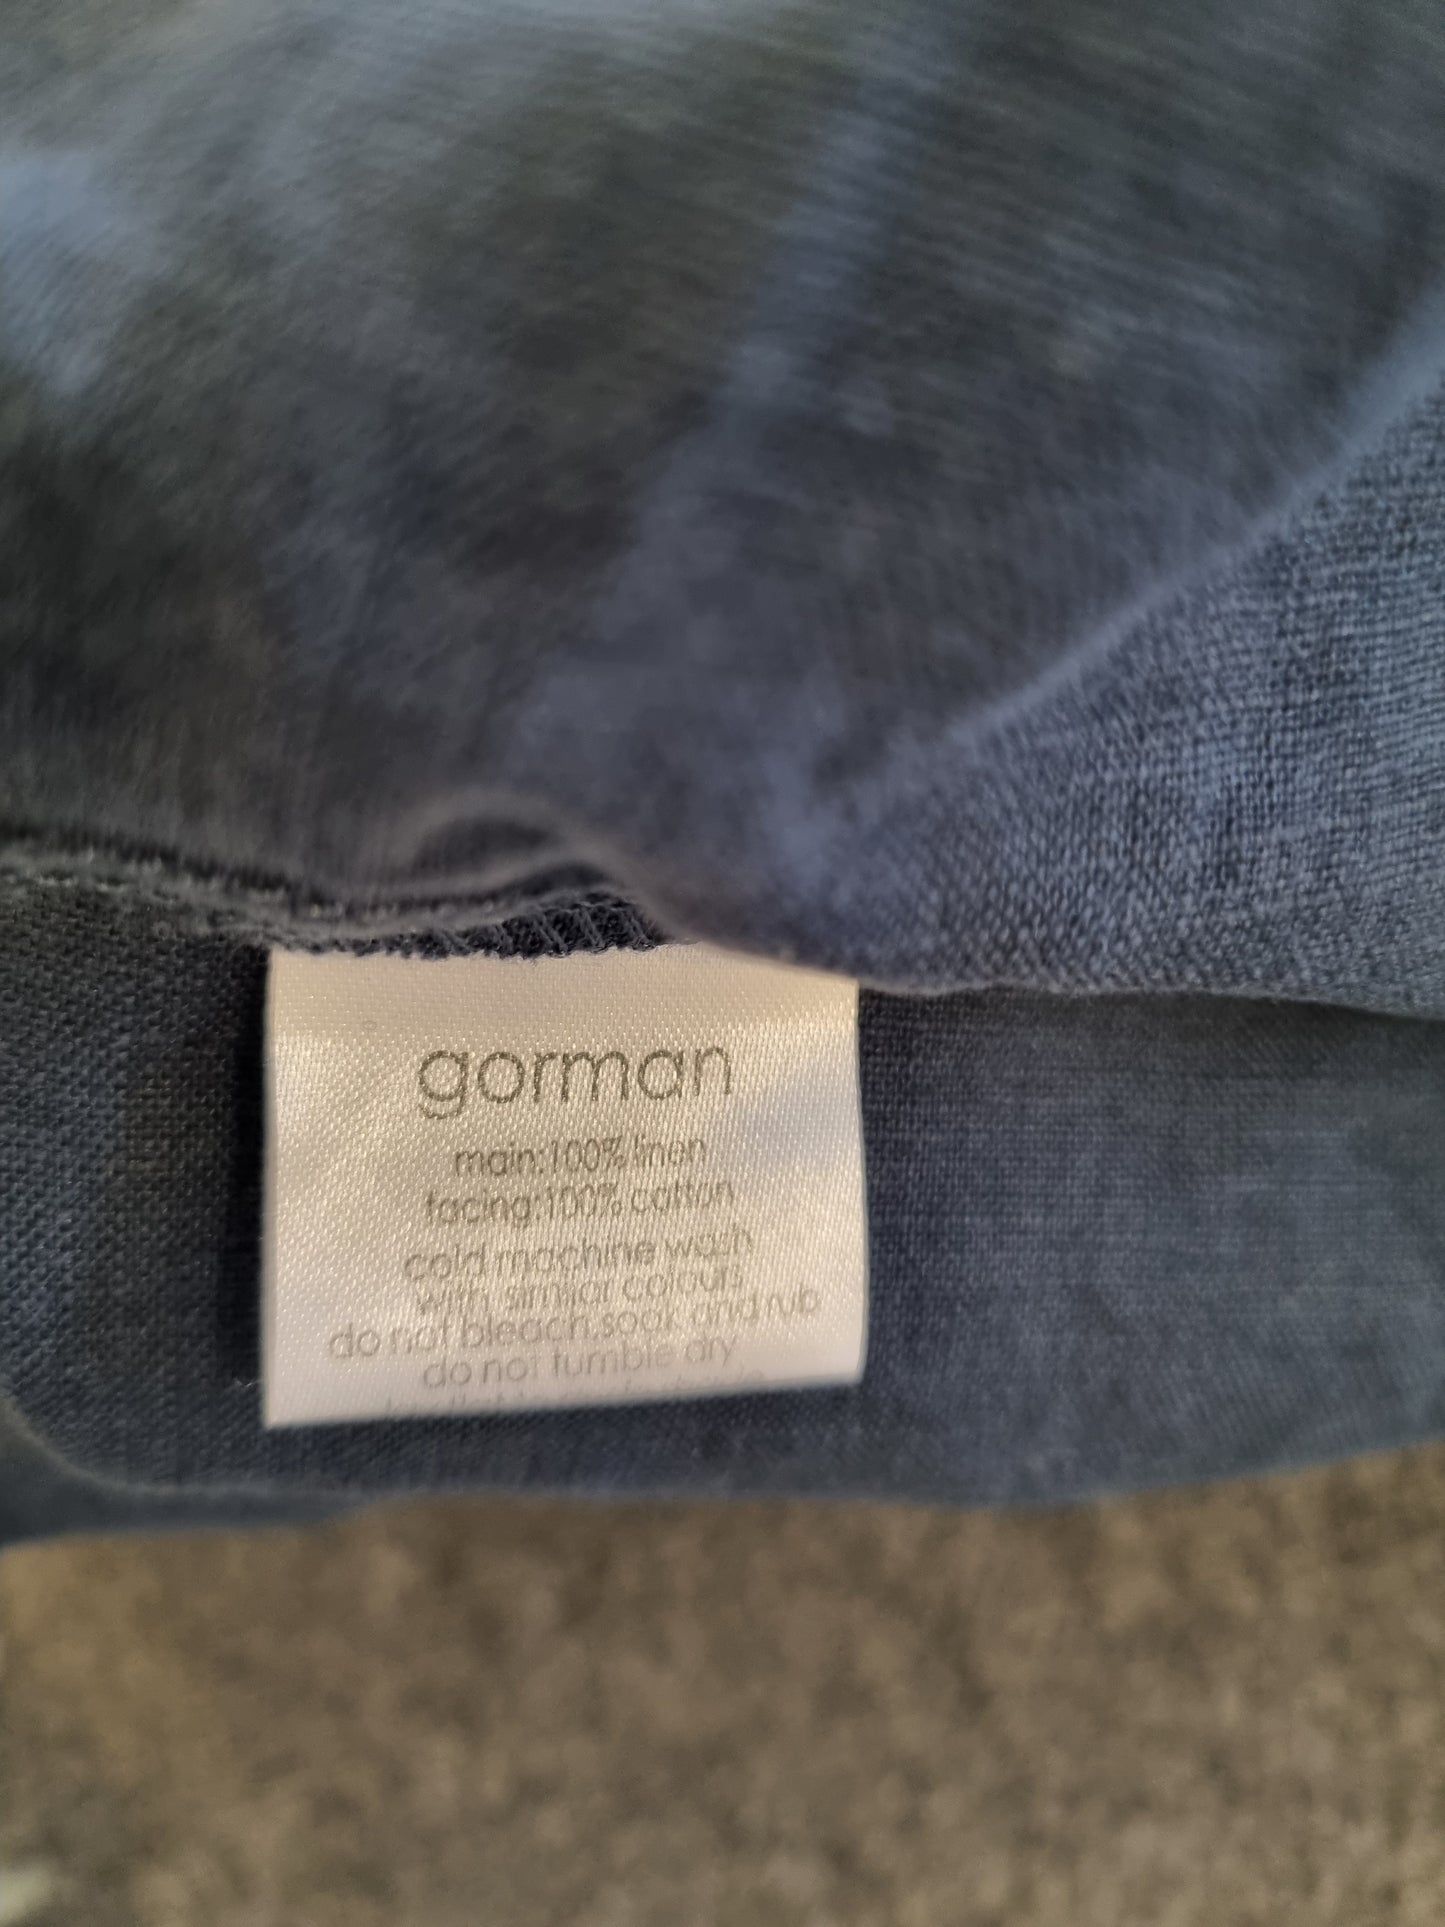 gorman
main:100% linen
facing:100% cotton
cold machine wash
with similar colours
do not bleach,soak and rub
do not tumble dry